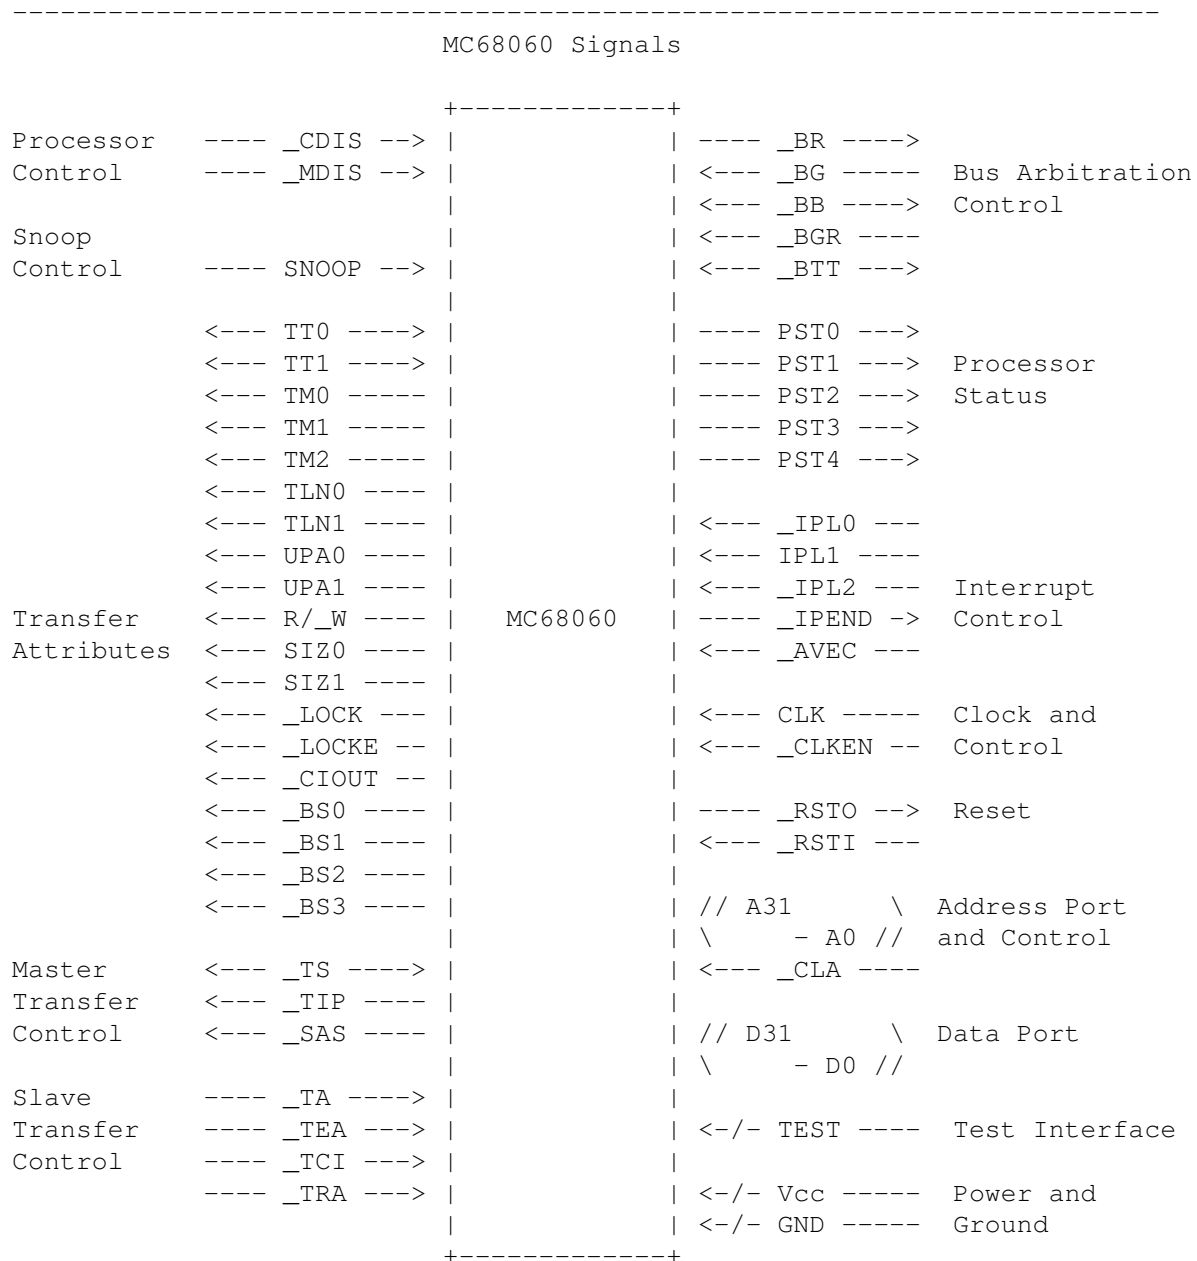 ------------------------------------------------------------------------
                           MC68060 Signals

                           +-------------+
Processor   ---- _CDIS --> |             | ---- _BR ---->
Control     ---- _MDIS --> |             | <--- _BG -----  Bus Arbitration
                           |             | <--- _BB ---->  Control
Snoop                      |             | <--- _BGR ----
Control     ---- SNOOP --> |             | <--- _BTT --->
                           |             |
            <--- TT0 ----> |             | ---- PST0 --->
            <--- TT1 ----> |             | ---- PST1 --->  Processor
            <--- TM0 ----- |             | ---- PST2 --->  Status
            <--- TM1 ----- |             | ---- PST3 --->
            <--- TM2 ----- |             | ---- PST4 --->
            <--- TLN0 ---- |             |
            <--- TLN1 ---- |             | <--- _IPL0 ---
            <--- UPA0 ---- |             | <--- IPL1 ----
            <--- UPA1 ---- |             | <--- _IPL2 ---  Interrupt
Transfer    <--- R/_W ---- |   MC68060   | ---- _IPEND ->  Control
Attributes  <--- SIZ0 ---- |             | <--- _AVEC ---
            <--- SIZ1 ---- |             |
            <--- _LOCK --- |             | <--- CLK -----  Clock and
            <--- _LOCKE -- |             | <--- _CLKEN --  Control
            <--- _CIOUT -- |             |
            <--- _BS0 ---- |             | ---- _RSTO -->  Reset
            <--- _BS1 ---- |             | <--- _RSTI ---
            <--- _BS2 ---- |             |
            <--- _BS3 ---- |             | // A31      \  Address Port
                           |             | \     - A0 //  and Control
Master      <--- _TS ----> |             | <--- _CLA ----
Transfer    <--- _TIP ---- |             |
Control     <--- _SAS ---- |             | // D31      \  Data Port
                           |             | \     - D0 //
Slave       ---- _TA ----> |             |
Transfer    ---- _TEA ---> |             | <-/- TEST ----  Test Interface
Control     ---- _TCI ---> |             |
            ---- _TRA ---> |             | <-/- Vcc -----  Power and
                           |             | <-/- GND -----  Ground
                           +-------------+